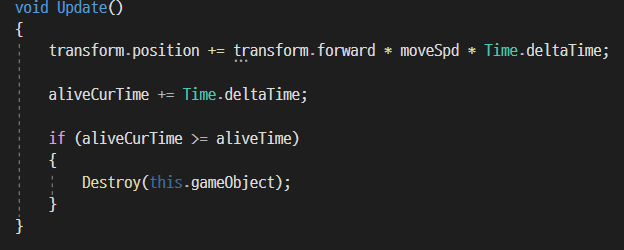 void Update()
{
transform.position += transform.forward * moveSpd * Time.deltaTime;
aliveCurTime += Time.deltaTime;
if (aliveCurTime >= aliveTime)
{
Destroy(this.gameObject);
}
}